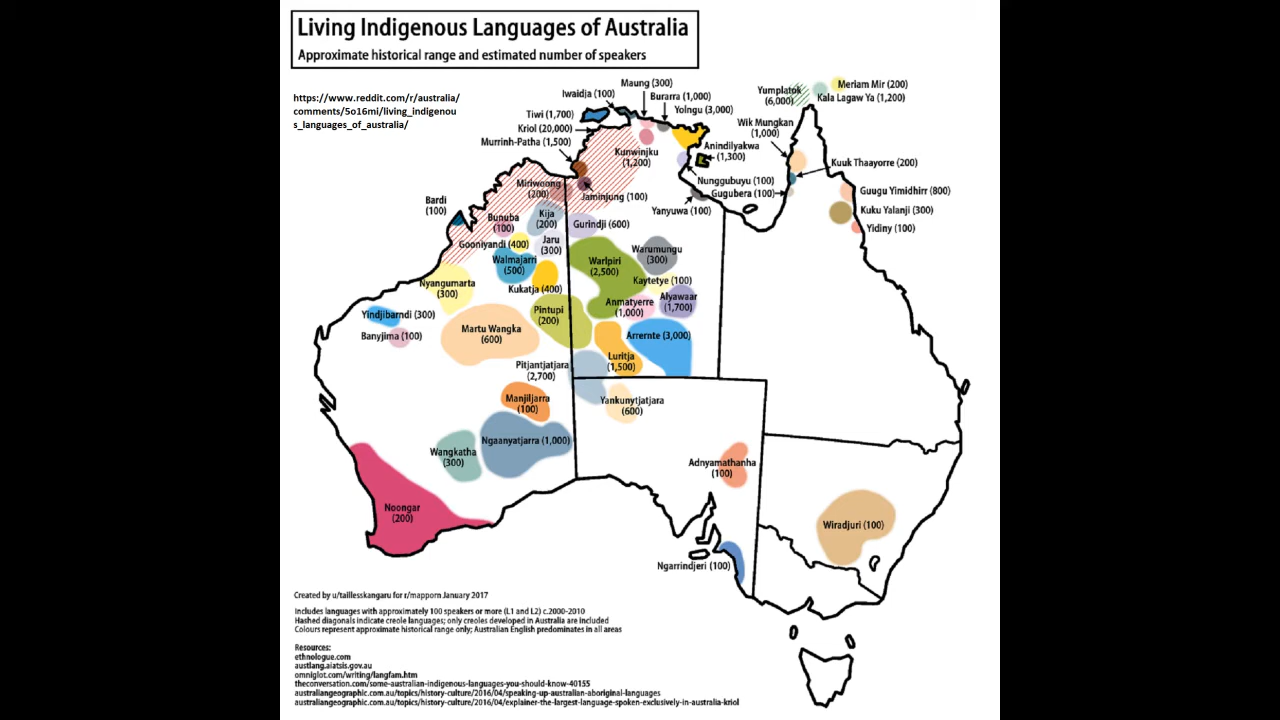 Living Indigenous Languages of Australia
Approximate historical range and estimated number of speakers
https://www.reddit.com/r/australia/
comments/5o16mi/living_indigenou
s_languages_of_australia/
Maung (300)
Iwaidja (100)
Burarra (1,000)
Tiwi (1,700)
Yolngu (3,000)
Kriol (20,000)
Murrinh-Patha (1,500)
Kunwinjku
(1,200)
Anindilyakwa
(1,300)
Nunggubuyu (100)
Gugubera (100)
Yanyuwa (100)
Yumplatok
(6,000)
Meriam Mir (200)
Kala Lagaw Ya (1,200)
Wik Mungkan
(1,000)
Kuuk Thaayorre (200)
Guugu Yimidhirr (800)
Kuku Yalanji (300)
Yidiny (100)
Miriwoong
(200)
Jaminjung (100)
Bardi
(100)
Bunuba
(100)
Kija
(200)
Gurindji (600)
Gooniyandi (400)
Jaru
(300)
Walmajarri
(500)
Warlpiri
(2,500)
Warumungu
(300)
Nyangumarta
(300)
Kukatja (400)
Kaytetye (100)
Anmatyerre
(1,000)
Alyawaar
(1,700)
Yindjibarndi (300)
Banyjima (100)
Martu Wangka
(600)
Pintupi
(200)
Arrernte (3,000)
Luritja
(1,500)
Pitjantjatjara
(2,700)
Manjiljarra
(100)
Yankunytjatjara
(600)
Wangkatha
(300)
Ngaanyatjarra (1,000)
Adnyamathanha
(100)
Noongar
(200)
Wiradjuri (100)
Ngarrindjeri (100)
Created by u/taillesskangaru for r/mapporn January 2017
Includes languages with approximately 100 speakers or more (L1 and L2) c.2000-2010
Hashed diagonals indicate creole languages; only creoles developed in Australia are included
Colours represent approximate historical range only; Australian English predominates in all areas
Resources:
ethnologue.com
austlang.aiatsis.gov.au
omniglot.com/writing/langfam.htm
theconversation.com/some-australian-indigenous-languages-you-should-know-40155
australiangeographic.com.au/topics/history-culture/2016/04/speaking-up-australian-aboriginal-languages
australiangeographic.com.au/topics/history-culture/2016/04/explainer-the-largest-language-spoken-exclusively-in-australia-kriol